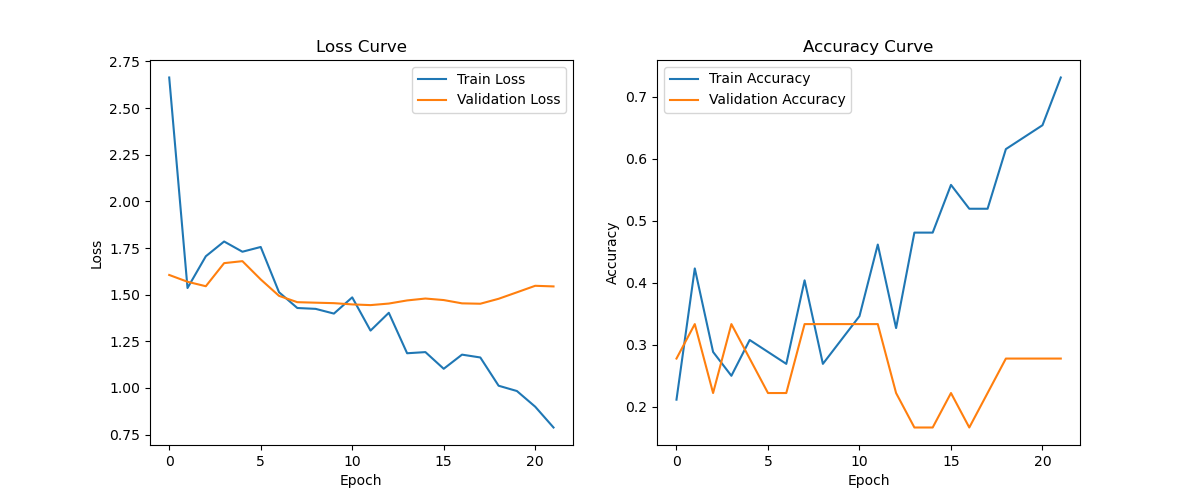 Loss Curve
2.75
2.50
2.25
2.00
1.75
1.50
1.25
1.00
0.75
Loss
Train Loss
Validation Loss
0 5 10 15 20
Epoch
Accuracy Curve
0.7
0.6
0.5
0.4
0.3
0.2
Accuracy
Train Accuracy
Validation Accuracy
0 5 10 15 20
Epoch